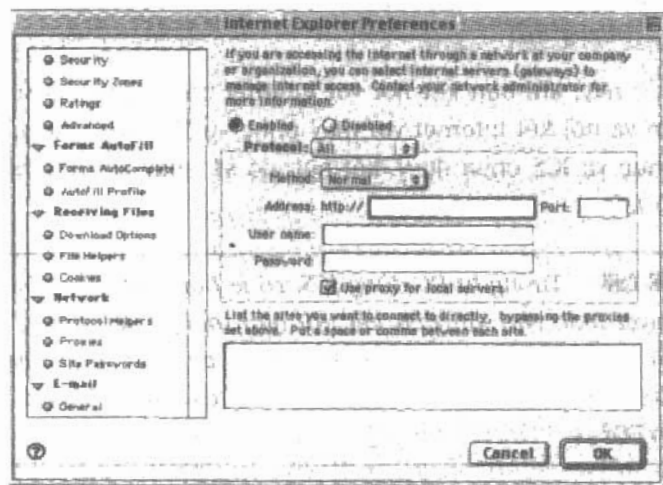 Internet Explorer Preferences
Security
Security Zones
Ratings
Advanced
Forms AutoFill
Forms AutoComplete
AutoFill Profile
Receiving Files
Download Options
File Helpers
Cookies
Network
Protocol Helpers
Proxies
Site Passwords
E-mail
General
If you are accessing the Internet through a network at your company
or organization, you can select internet servers (gateways) to
manage Internet access. Contact your network administrator for
more information.
Enabled Disabled
Protocol: All
Method: Normal
Address: http:// Port:
User name:
Password:
Use proxy for local servers
List the sites you want to connect to directly, bypassing the proxies
set above. Put a space or comma between each site.
?
Cancel OK